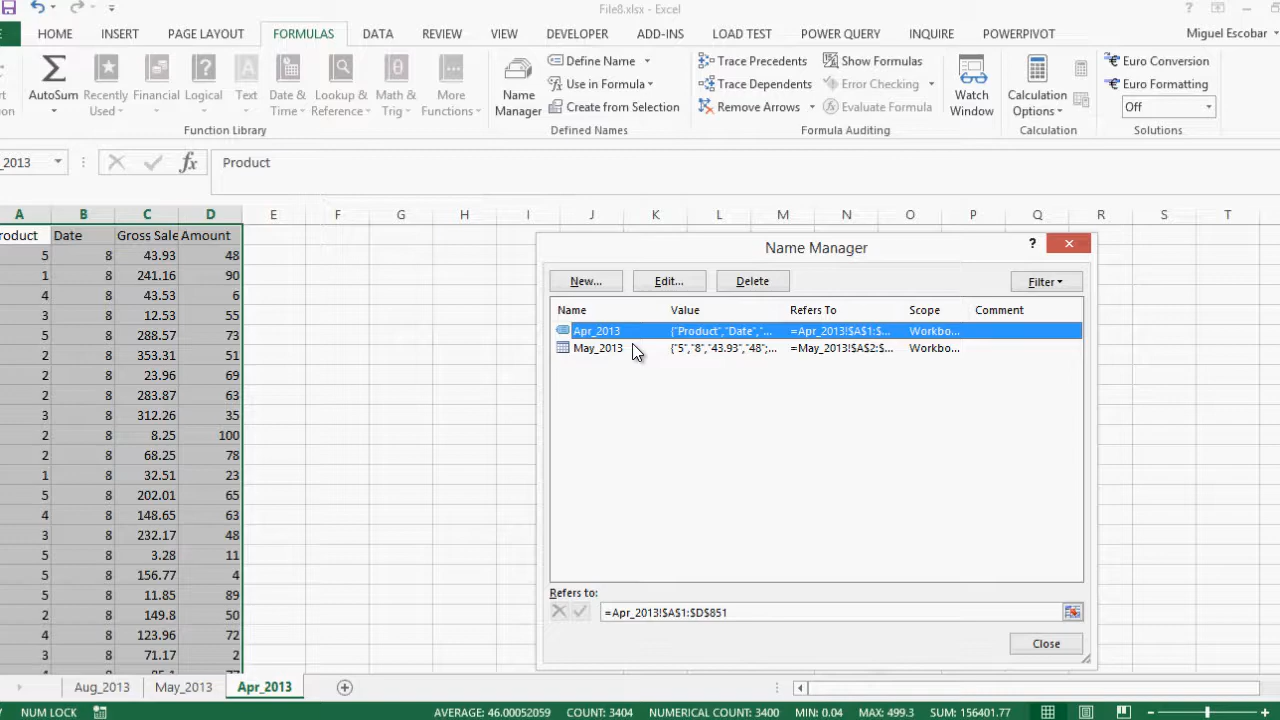 File8.xlsx - Excel
HOME INSERT PAGE LAYOUT FORMULAS DATA REVIEW VIEW DEVELOPER ADD-INS LOAD TEST POWER QUERY INQUIRE POWERPIVOT Miguel Escobar
AutoSum Recently Used Financial Logical Text Date & Time Lookup & Reference Math & Trig More Functions
Function Library
Name Manager
Define Name
Use in Formula
Create from Selection
Defined Names
Trace Precedents Show Formulas
Trace Dependents Error Checking
Remove Arrows Evaluate Formula
Formula Auditing
Watch Window
Calculation Options
Calculation
Euro Conversion
Euro Formatting
Off
Solutions
_2013 fx Product
A B C D E F G H I J K L M N O P Q R S T
roduct Date Gross Sale Amount
5 8 43.93 48
1 8 241.16 90
4 8 43.53 6
3 8 12.53 55
5 8 288.57 73
2 8 353.31 51
2 8 23.96 69
2 8 283.87 63
3 8 312.26 35
2 8 8.25 100
2 8 68.25 78
1 8 32.51 23
5 8 202.01 65
4 8 148.65 63
3 8 232.17 48
5 8 3.28 11
5 8 156.77 4
5 8 11.85 89
2 8 149.8 50
4 8 123.96 72
3 8 71.17 2
Name Manager ?
New... Edit... Delete Filter
Name Value Refers To Scope Comment
Apr_2013 {"Product","Date","... =Apr_2013!$A$1:$... Workbo...
May_2013 {"5","8","43.93","48";... =May_2013!$A$2:$... Workbo...
Refers to:
=Apr_2013!$A$1:$D$851
Close
Aug_2013 May_2013 Apr_2013
NUM LOCK AVERAGE: 46.00052059 COUNT: 3404 NUMERICAL COUNT: 3400 MIN: 0.04 MAX: 499.3 SUM: 156401.77